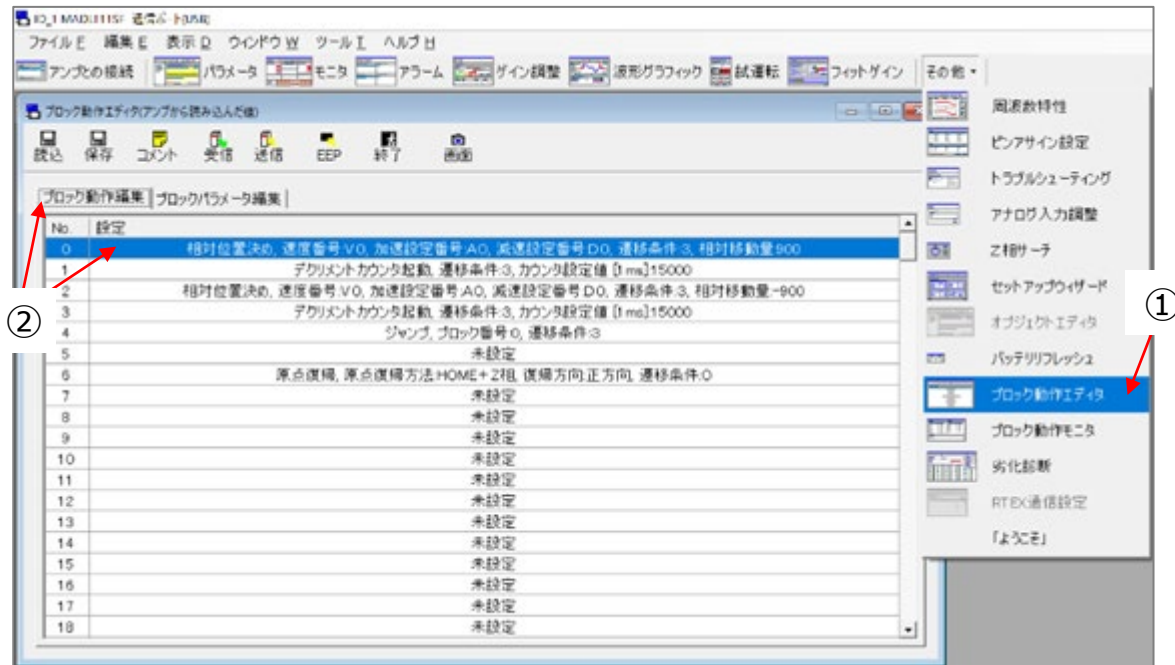 ID_1 MADLT15SF 通信ポート(USB)
ファイル F 編集 E 表示 D ウインドウ W ツール T ヘルプ H
アンプとの接続 パラメータ モニタ アラーム ゲイン調整 波形グラフィック 試運転 フィットゲイン その他
ブロック動作エディタ(アンプから読み込んだ値)
読込 保存 コメント 受信 送信 EEP 終了 画面
ブロック動作編集 ブロックパラメータ編集
No. 設定
0 相対位置決め, 速度番号:V0, 加速設定番号:A0, 減速設定番号:D0, 遷移条件:3, 相対移動量:900
1 デクリメントカウンタ起動, 遷移条件:3, カウンタ設定値 [1ms]:15000
2 相対位置決め, 速度番号:V0, 加速設定番号:A0, 減速設定番号:D0, 遷移条件:3, 相対移動量:-900
3 デクリメントカウンタ起動, 遷移条件:3, カウンタ設定値 [1ms]:15000
4 ジャンプ, ブロック番号:0, 遷移条件:3
5 未設定
6 原点復帰, 原点復帰方法:HOME+Z相, 復帰方向:正方向, 遷移条件:0
7 未設定
8 未設定
9 未設定
10 未設定
11 未設定
12 未設定
13 未設定
14 未設定
15 未設定
16 未設定
17 未設定
18 未設定
②
周波数特性
ピンアサイン設定
トラブルシューティング
アナログ入力調整
Z相サーチ
セットアップウィザード
オブジェクトエディタ
バッテリリフレッシュ
ブロック動作エディタ
ブロック動作モニタ
劣化診断
RTEX通信設定
「ようこそ」
①